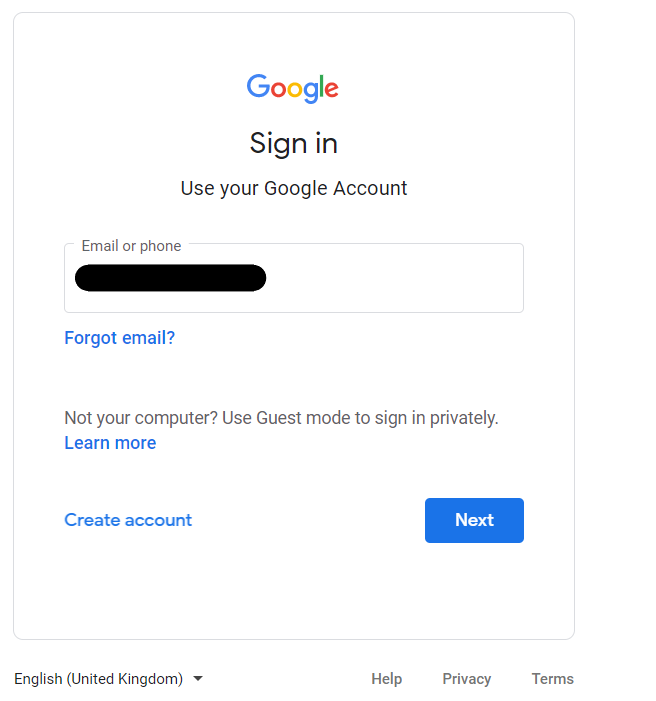 Google
Sign in
Use your Google Account
Email or phone
Forgot email?
Not your computer? Use Guest mode to sign in privately.
Learn more
Create account
Next
English (United Kingdom)
Help
Privacy
Terms